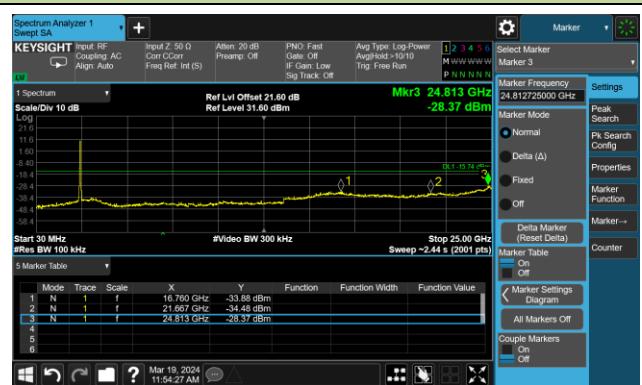 Spectrum Analyzer 1
Swept SA
Marker
KEYSIGHT
Input: RF
Coupling: AC
Align: Auto
Input Z: 50 Ω
Corr CCorr
Freq Ref: Int (S)
Atten: 20 dB
Preamp: Off
PNO: Fast
Gate: Off
IF Gain: Low
Sig Track: Off
Avg Type: Log-Power
Avg|Hold:>10/10
Trig: Free Run
1 2 3 4 5 6
M W W W W W
P N N N N N
LXI
Select Marker
Marker 3
1 Spectrum
Scale/Div 10 dB
Ref Lvl Offset 21.60 dB
Ref Level 31.60 dBm
Mkr3 24.813 GHz
-28.37 dBm
Log
21.6
11.6
1.60
-8.40
-18.4
-28.4
-38.4
-48.4
-58.4
DL1 -15.74 dBm
1
2
3
Start 30 MHz
#Res BW 100 kHz
#Video BW 300 kHz
Stop 25.00 GHz
Sweep ~2.44 s (2001 pts)
5 Marker Table
Mode Trace Scale X Y Function Function Width Function Value
1 N 1 f 16.760 GHz -33.88 dBm
2 N 1 f 21.667 GHz -34.48 dBm
3 N 1 f 24.813 GHz -28.37 dBm
4
5
6
Marker Frequency
24.812725000 GHz
Marker Mode
Normal
Delta (Δ)
Fixed
Off
Delta Marker
(Reset Delta)
Marker Table
On
Off
Marker Settings
Diagram
All Markers Off
Couple Markers
On
Off
Settings
Peak
Search
Pk Search
Config
Properties
Marker
Function
Marker→
Counter
Mar 19, 2024
11:54:27 AM